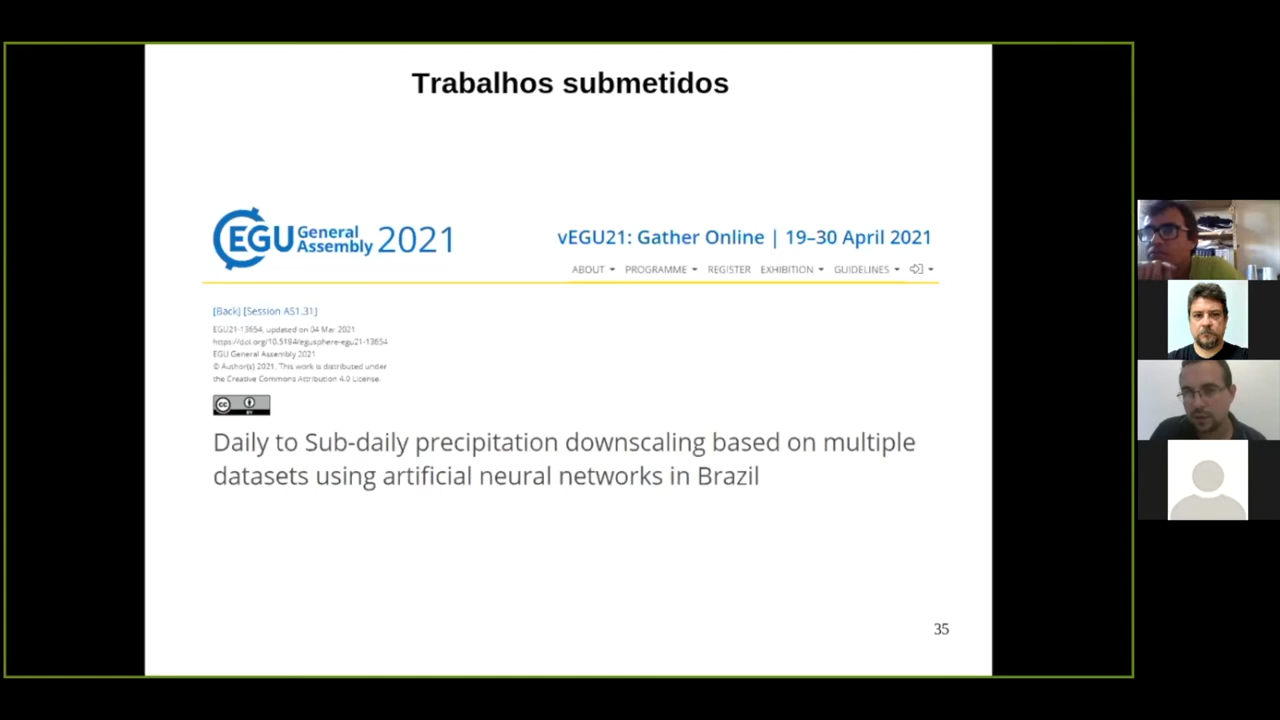 Trabalhos submetidos
EGU General Assembly 2021
vEGU21: Gather Online | 19–30 April 2021
ABOUT PROGRAMME REGISTER EXHIBITION GUIDELINES
[Back] [Session AS1.31]
EGU21-13654, updated on 04 Mar 2021
https://doi.org/10.5194/egusphere-egu21-13654
EGU General Assembly 2021
© Author(s) 2021. This work is distributed under
the Creative Commons Attribution 4.0 License.
cc
BY
Daily to Sub-daily precipitation downscaling based on multiple
datasets using artificial neural networks in Brazil
35